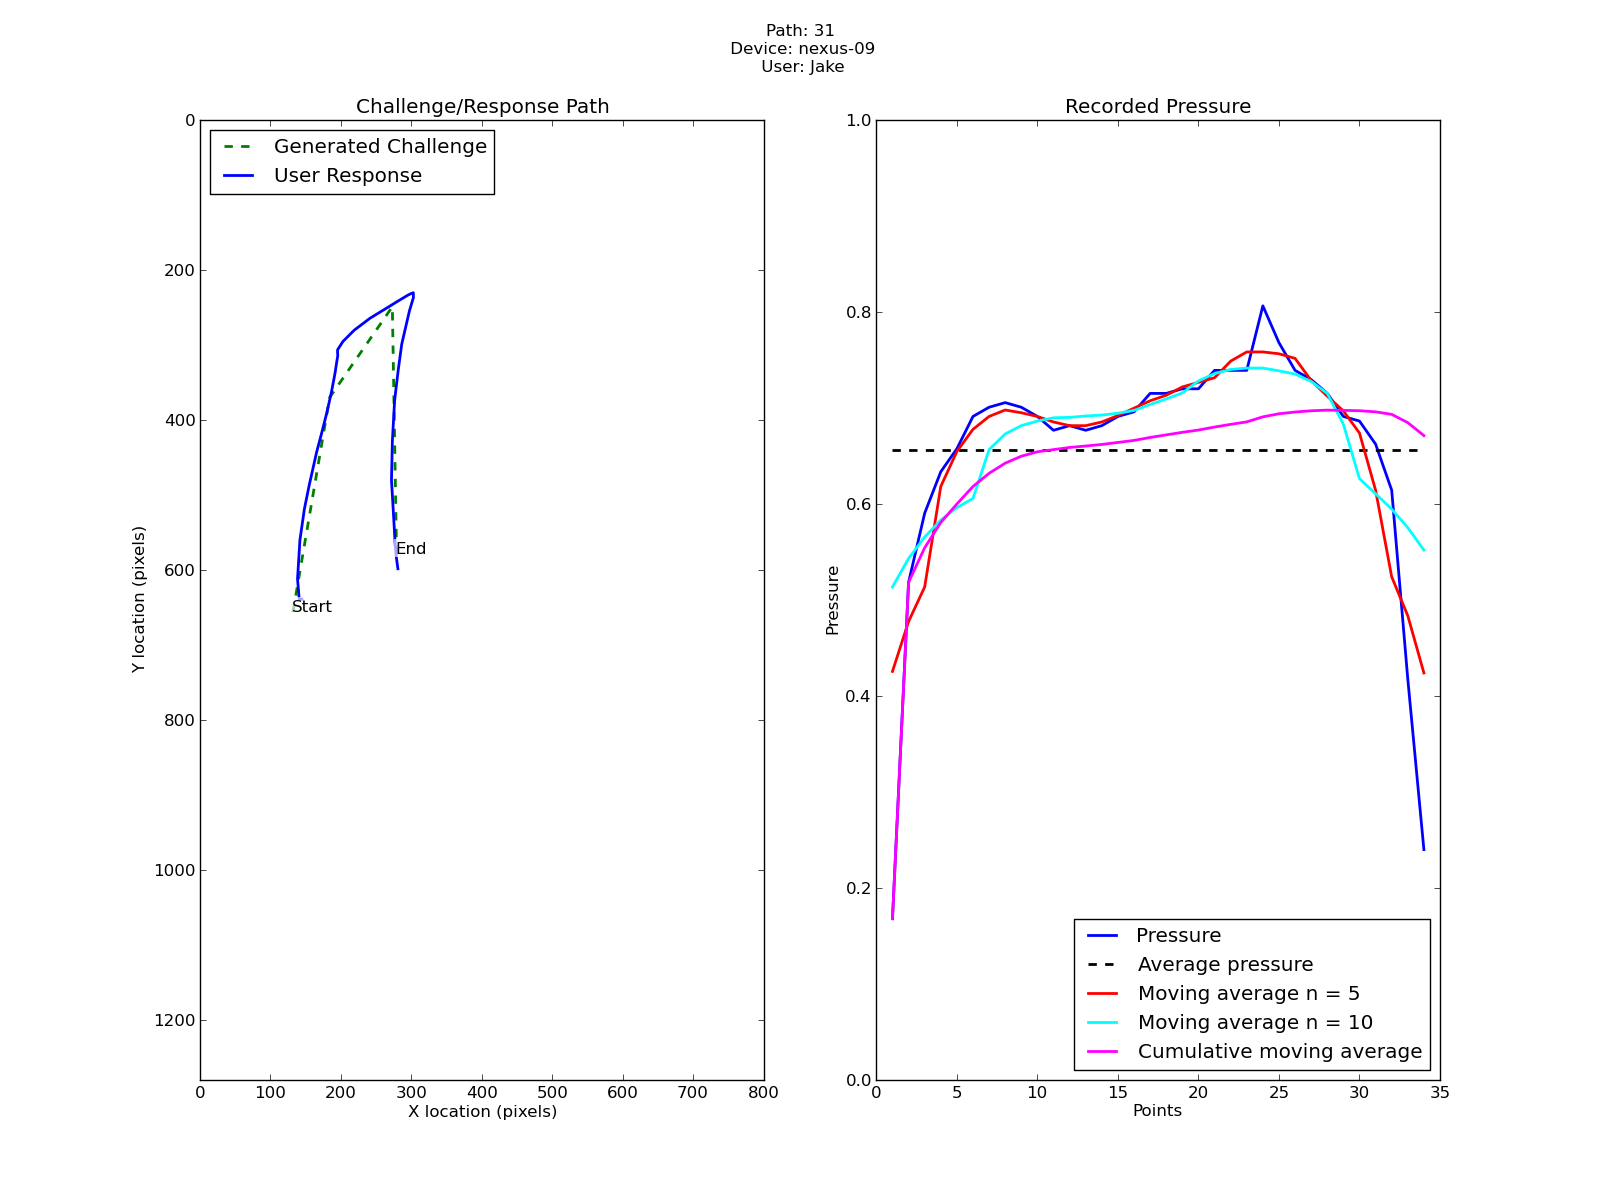 Path: 31
Device: nexus-09
User: Jake
Challenge/Response Path
0
200
400
600
800
1000
1200
Y location (pixels)
Generated Challenge
User Response
End
Start
0 100 200 300 400 500 600 700 800
X location (pixels)
Recorded Pressure
1.0
0.8
0.6
0.4
0.2
0.0
Pressure
Pressure
Average pressure
Moving average n = 5
Moving average n = 10
Cumulative moving average
0 5 10 15 20 25 30 35
Points